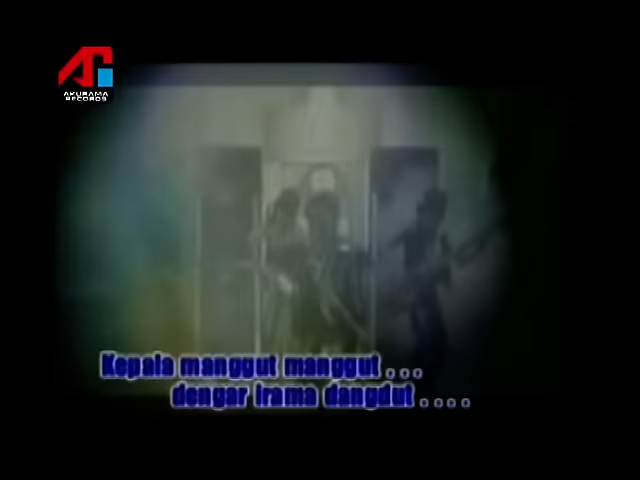 AKURAMA
RECORDS
Kepala manggut manggut . . .
dengar irama dangdut . . . .